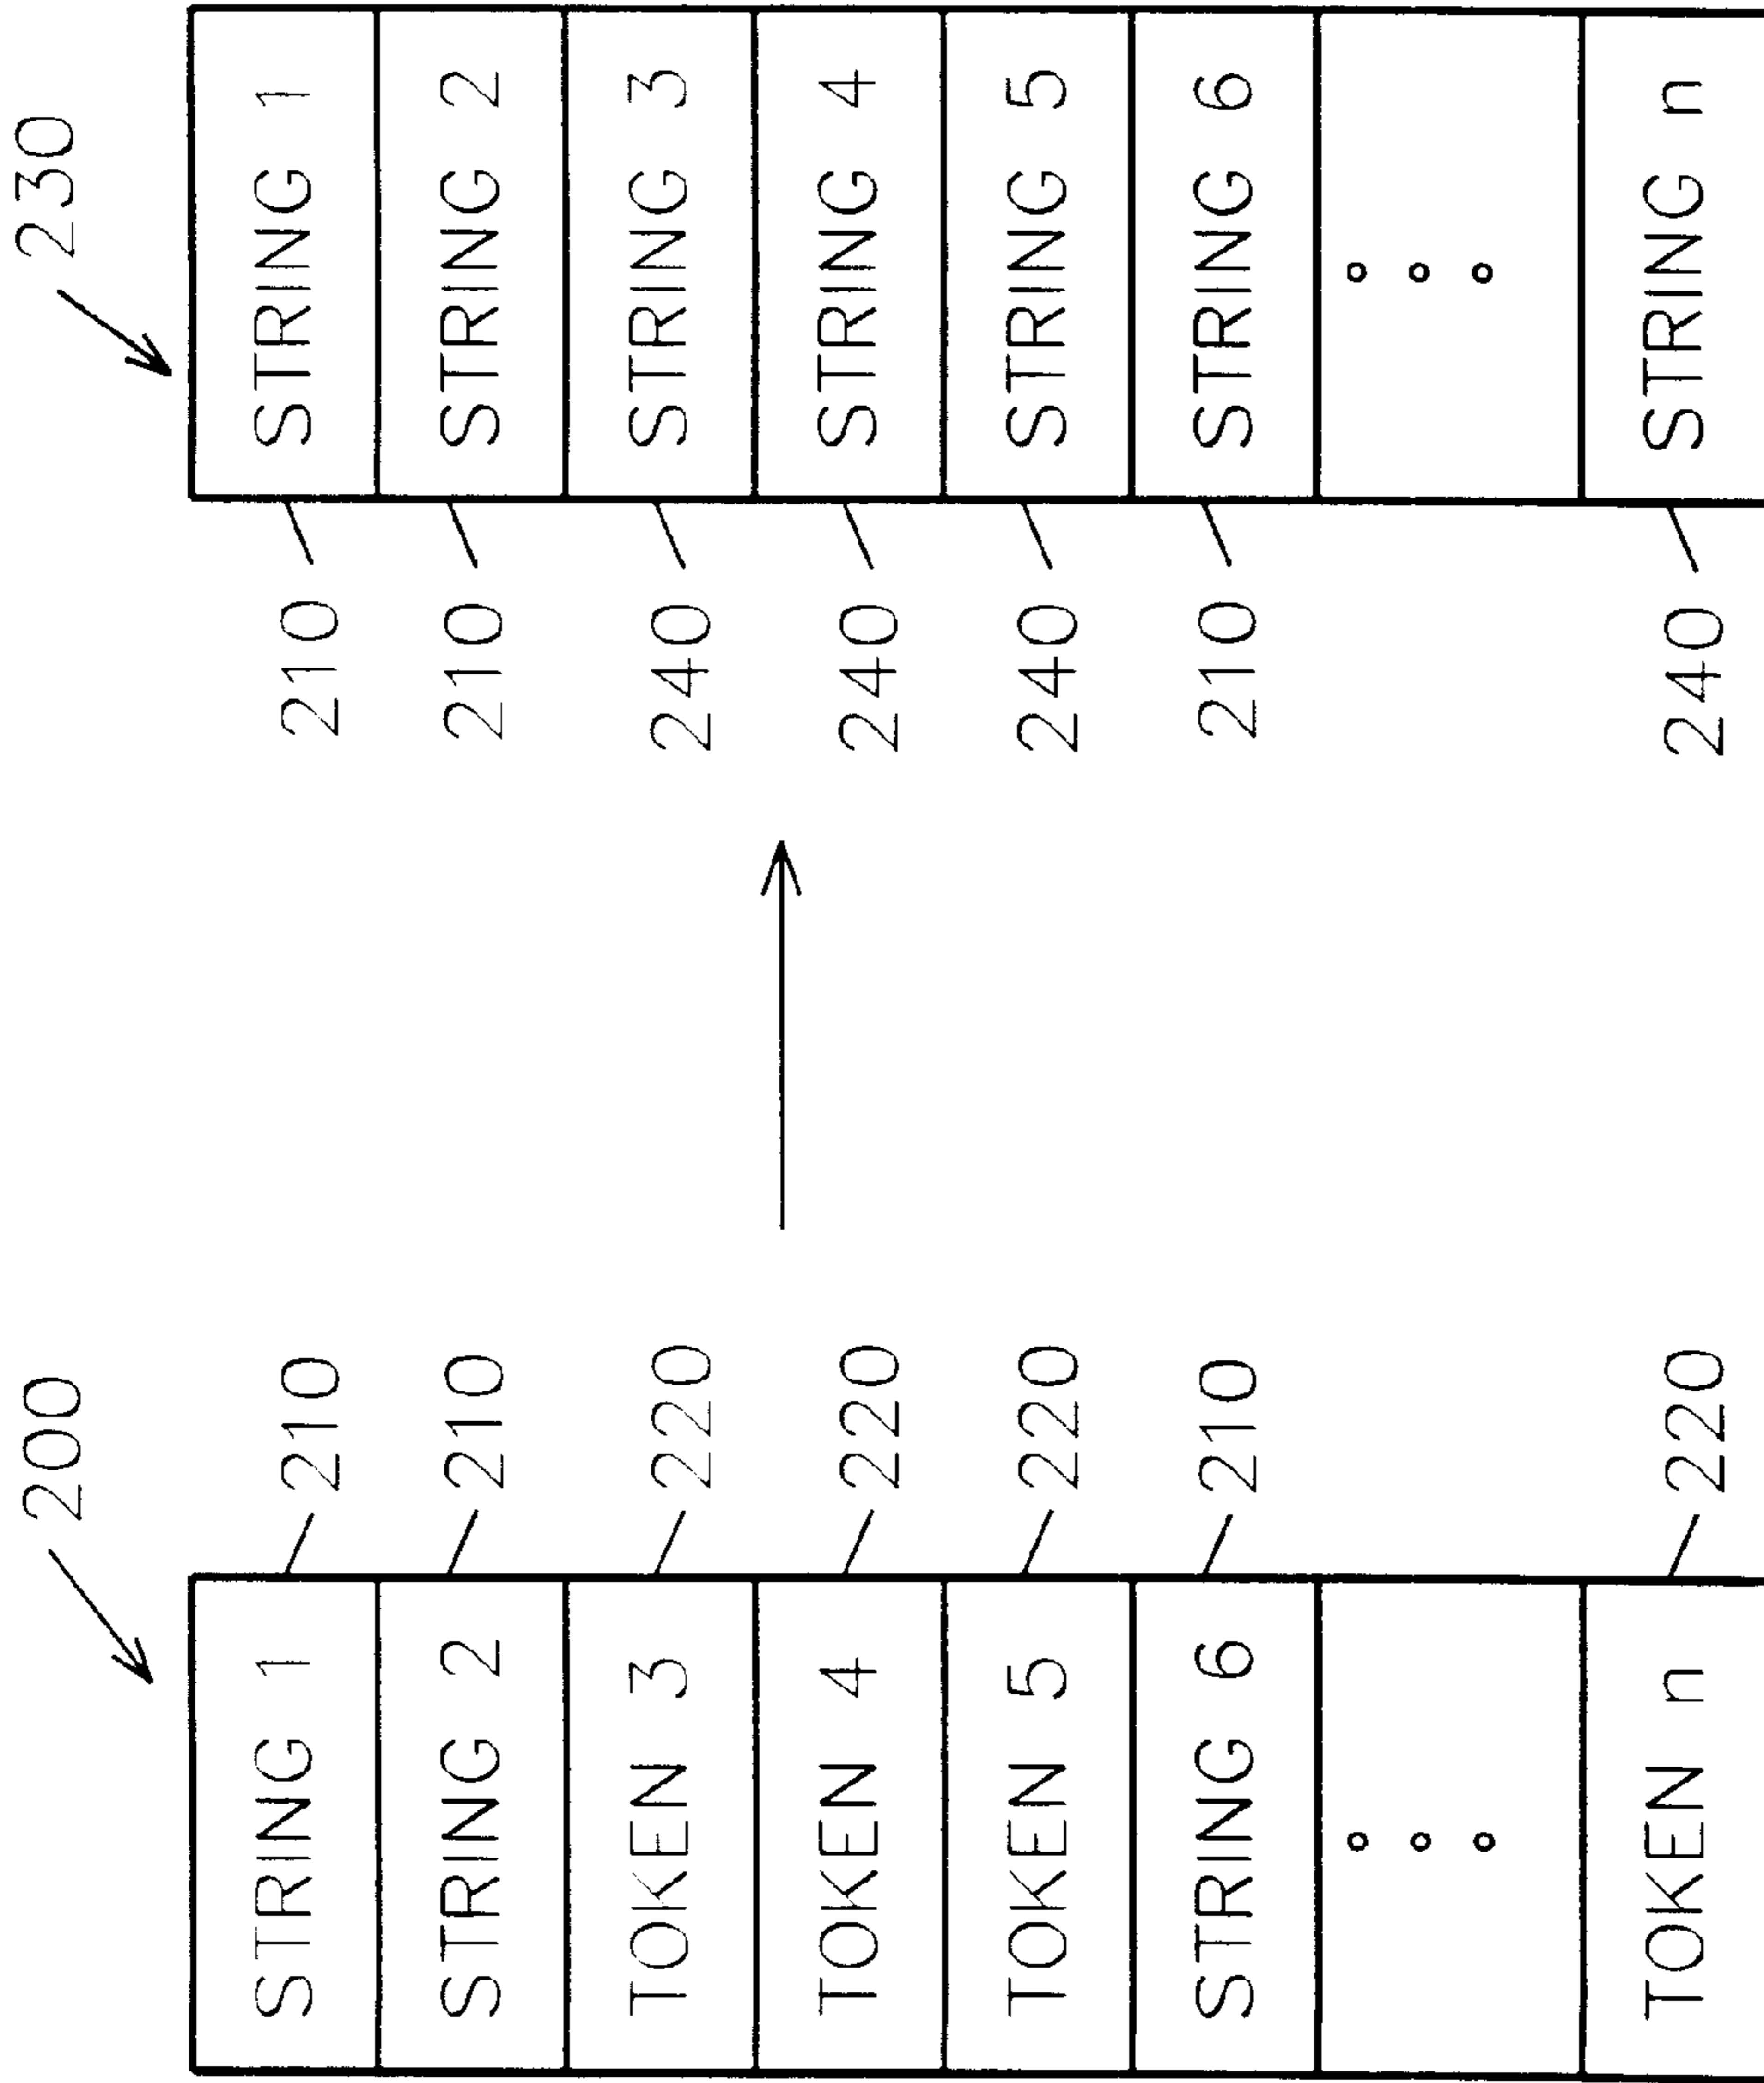 200
STRING 1 210
STRING 2 210
TOKEN 3 220
TOKEN 4 220
TOKEN 5 220
STRING 6 210
TOKEN n 220
230
210 STRING 1
210 STRING 2
240 STRING 3
240 STRING 4
240 STRING 5
210 STRING 6
240 STRING n